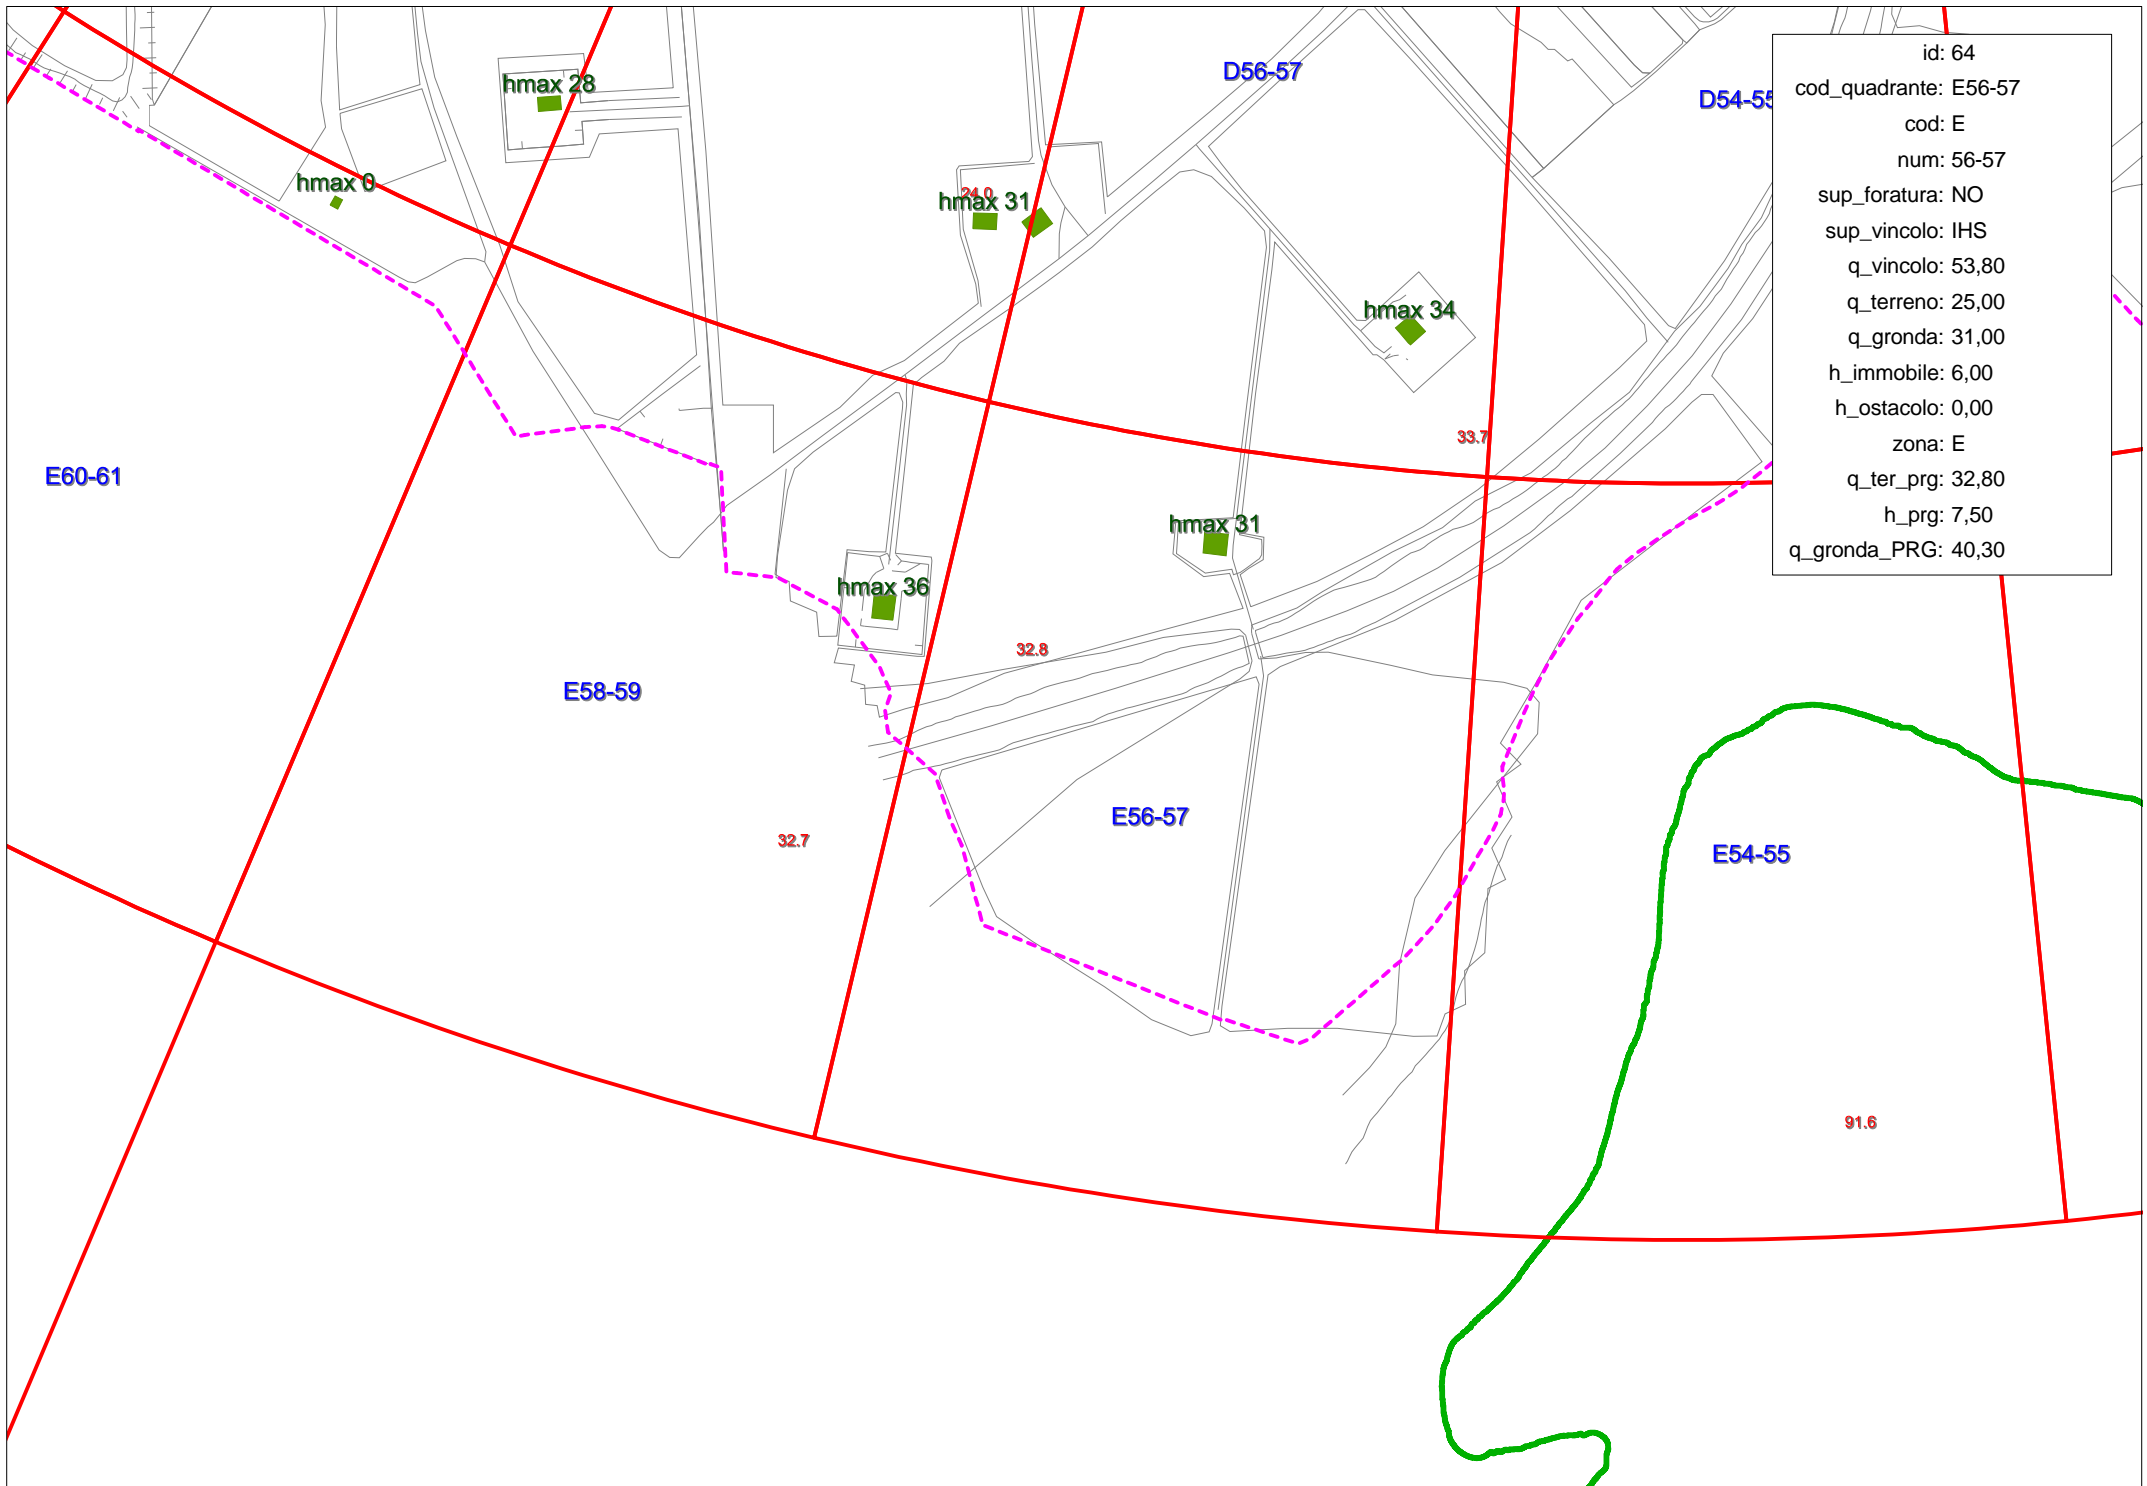 id: 64
cod_quadrante: E56-57
cod: E
num: 56-57
sup_foratura: NO
sup_vincolo: IHS
q_vincolo: 53,80
q_terreno: 25,00
q_gronda: 31,00
h_immobile: 6,00
h_ostacolo: 0,00
zona: E
q_ter_prg: 32,80
h_prg: 7,50
q_gronda_PRG: 40,30
D56-57
hmax 28
D54-55
hmax 0
24.0
hmax 31
hmax 34
33.7
E60-61
hmax 31
hmax 36
32.8
E58-59
E56-57
32.7
E54-55
91.6